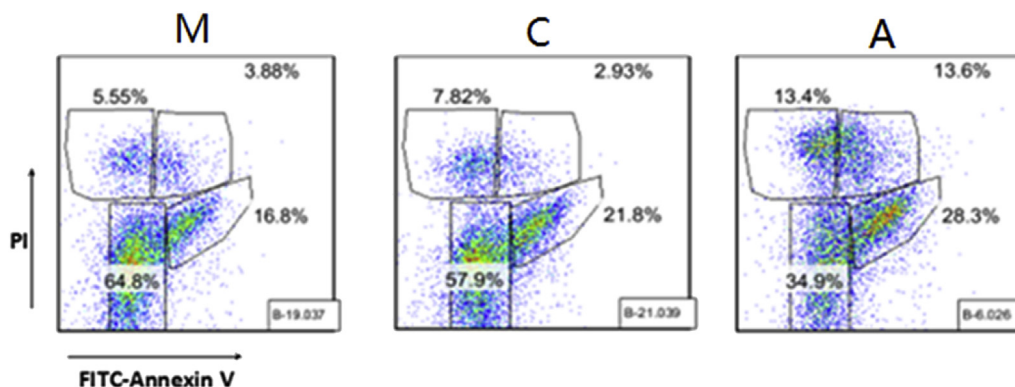 M C A
3.88% 2.93% 13.6%
5.55% 7.82% 13.4%
16.8% 21.8% 28.3%
PI
64.8% 57.9% 34.9%
B-19.037 B-21.039 B-6.026
FITC-Annexin V